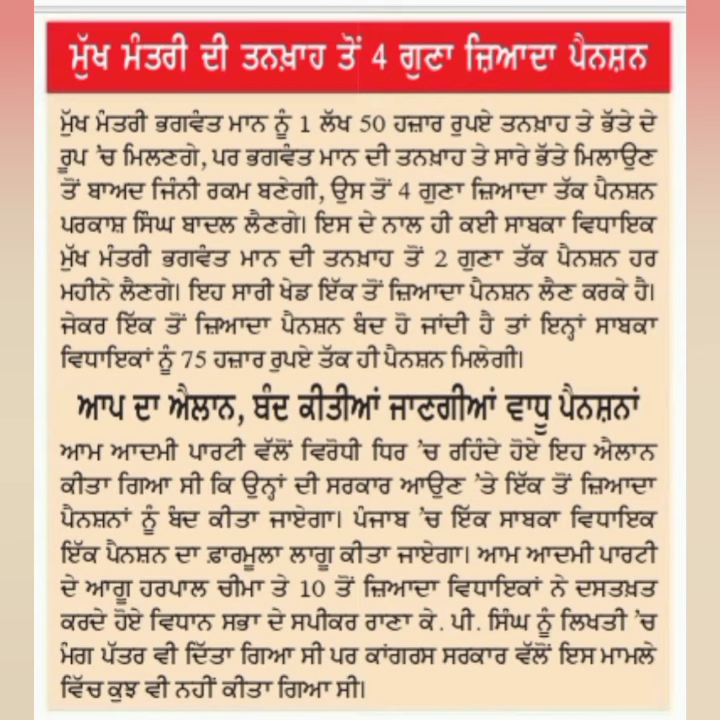 ਮੁੱਖ ਮੰਤਰੀ ਦੀ ਤਨਖ਼ਾਹ ਤੋਂ 4 ਗੁਣਾ ਜ਼ਿਆਦਾ ਪੈਨਸ਼ਨ
ਮੁੱਖ ਮੰਤਰੀ ਭਗਵੰਤ ਮਾਨ ਨੂੰ 1 ਲੱਖ 50 ਹਜ਼ਾਰ ਰੁਪਏ ਤਨਖ਼ਾਹ ਤੇ ਭੱਤੇ ਦੇ
ਰੂਪ 'ਚ ਮਿਲਣਗੇ, ਪਰ ਭਗਵੰਤ ਮਾਨ ਦੀ ਤਨਖ਼ਾਹ ਤੇ ਸਾਰੇ ਭੱਤੇ ਮਿਲਾਉਣ
ਤੋਂ ਬਾਅਦ ਜਿੰਨੀ ਰਕਮ ਬਣੇਗੀ, ਉਸ ਤੋਂ 4 ਗੁਣਾ ਜ਼ਿਆਦਾ ਤੱਕ ਪੈਨਸ਼ਨ
ਪਰਕਾਸ਼ ਸਿੰਘ ਬਾਦਲ ਲੈਣਗੇ। ਇਸ ਦੇ ਨਾਲ ਹੀ ਕਈ ਸਾਬਕਾ ਵਿਧਾਇਕ
ਮੁੱਖ ਮੰਤਰੀ ਭਗਵੰਤ ਮਾਨ ਦੀ ਤਨਖ਼ਾਹ ਤੋਂ 2 ਗੁਣਾ ਤੱਕ ਪੈਨਸ਼ਨ ਹਰ
ਮਹੀਨੇ ਲੈਣਗੇ। ਇਹ ਸਾਰੀ ਖੇਡ ਇੱਕ ਤੋਂ ਜ਼ਿਆਦਾ ਪੈਨਸ਼ਨ ਲੈਣ ਕਰਕੇ ਹੈ।
ਜੇਕਰ ਇੱਕ ਤੋਂ ਜ਼ਿਆਦਾ ਪੈਨਸ਼ਨ ਬੰਦ ਹੋ ਜਾਂਦੀ ਹੈ ਤਾਂ ਇਨ੍ਹਾਂ ਸਾਬਕਾ
ਵਿਧਾਇਕਾਂ ਨੂੰ 75 ਹਜ਼ਾਰ ਰੁਪਏ ਤੱਕ ਹੀ ਪੈਨਸ਼ਨ ਮਿਲੇਗੀ।
ਆਪ ਦਾ ਐਲਾਨ, ਬੰਦ ਕੀਤੀਆਂ ਜਾਣਗੀਆਂ ਵਾਧੂ ਪੈਨਸ਼ਨਾਂ
ਆਮ ਆਦਮੀ ਪਾਰਟੀ ਵੱਲੋਂ ਵਿਰੋਧੀ ਧਿਰ 'ਚ ਰਹਿੰਦੇ ਹੋਏ ਇਹ ਐਲਾਨ
ਕੀਤਾ ਗਿਆ ਸੀ ਕਿ ਉਨ੍ਹਾਂ ਦੀ ਸਰਕਾਰ ਆਉਣ 'ਤੇ ਇੱਕ ਤੋਂ ਜ਼ਿਆਦਾ
ਪੈਨਸ਼ਨਾਂ ਨੂੰ ਬੰਦ ਕੀਤਾ ਜਾਏਗਾ। ਪੰਜਾਬ 'ਚ ਇੱਕ ਸਾਬਕਾ ਵਿਧਾਇਕ
ਇੱਕ ਪੈਨਸ਼ਨ ਦਾ ਫ਼ਾਰਮੂਲਾ ਲਾਗੂ ਕੀਤਾ ਜਾਏਗਾ। ਆਮ ਆਦਮੀ ਪਾਰਟੀ
ਦੇ ਆਗੂ ਹਰਪਾਲ ਚੀਮਾ ਤੇ 10 ਤੋਂ ਜ਼ਿਆਦਾ ਵਿਧਾਇਕਾਂ ਨੇ ਦਸਤਖ਼ਤ
ਕਰਦੇ ਹੋਏ ਵਿਧਾਨ ਸਭਾ ਦੇ ਸਪੀਕਰ ਰਾਣਾ ਕੇ. ਪੀ. ਸਿੰਘ ਨੂੰ ਲਿਖਤੀ 'ਚ
ਮੰਗ ਪੱਤਰ ਵੀ ਦਿੱਤਾ ਗਿਆ ਸੀ ਪਰ ਕਾਂਗਰਸ ਸਰਕਾਰ ਵੱਲੋਂ ਇਸ ਮਾਮਲੇ
ਵਿੱਚ ਕੁਝ ਵੀ ਨਹੀਂ ਕੀਤਾ ਗਿਆ ਸੀ।